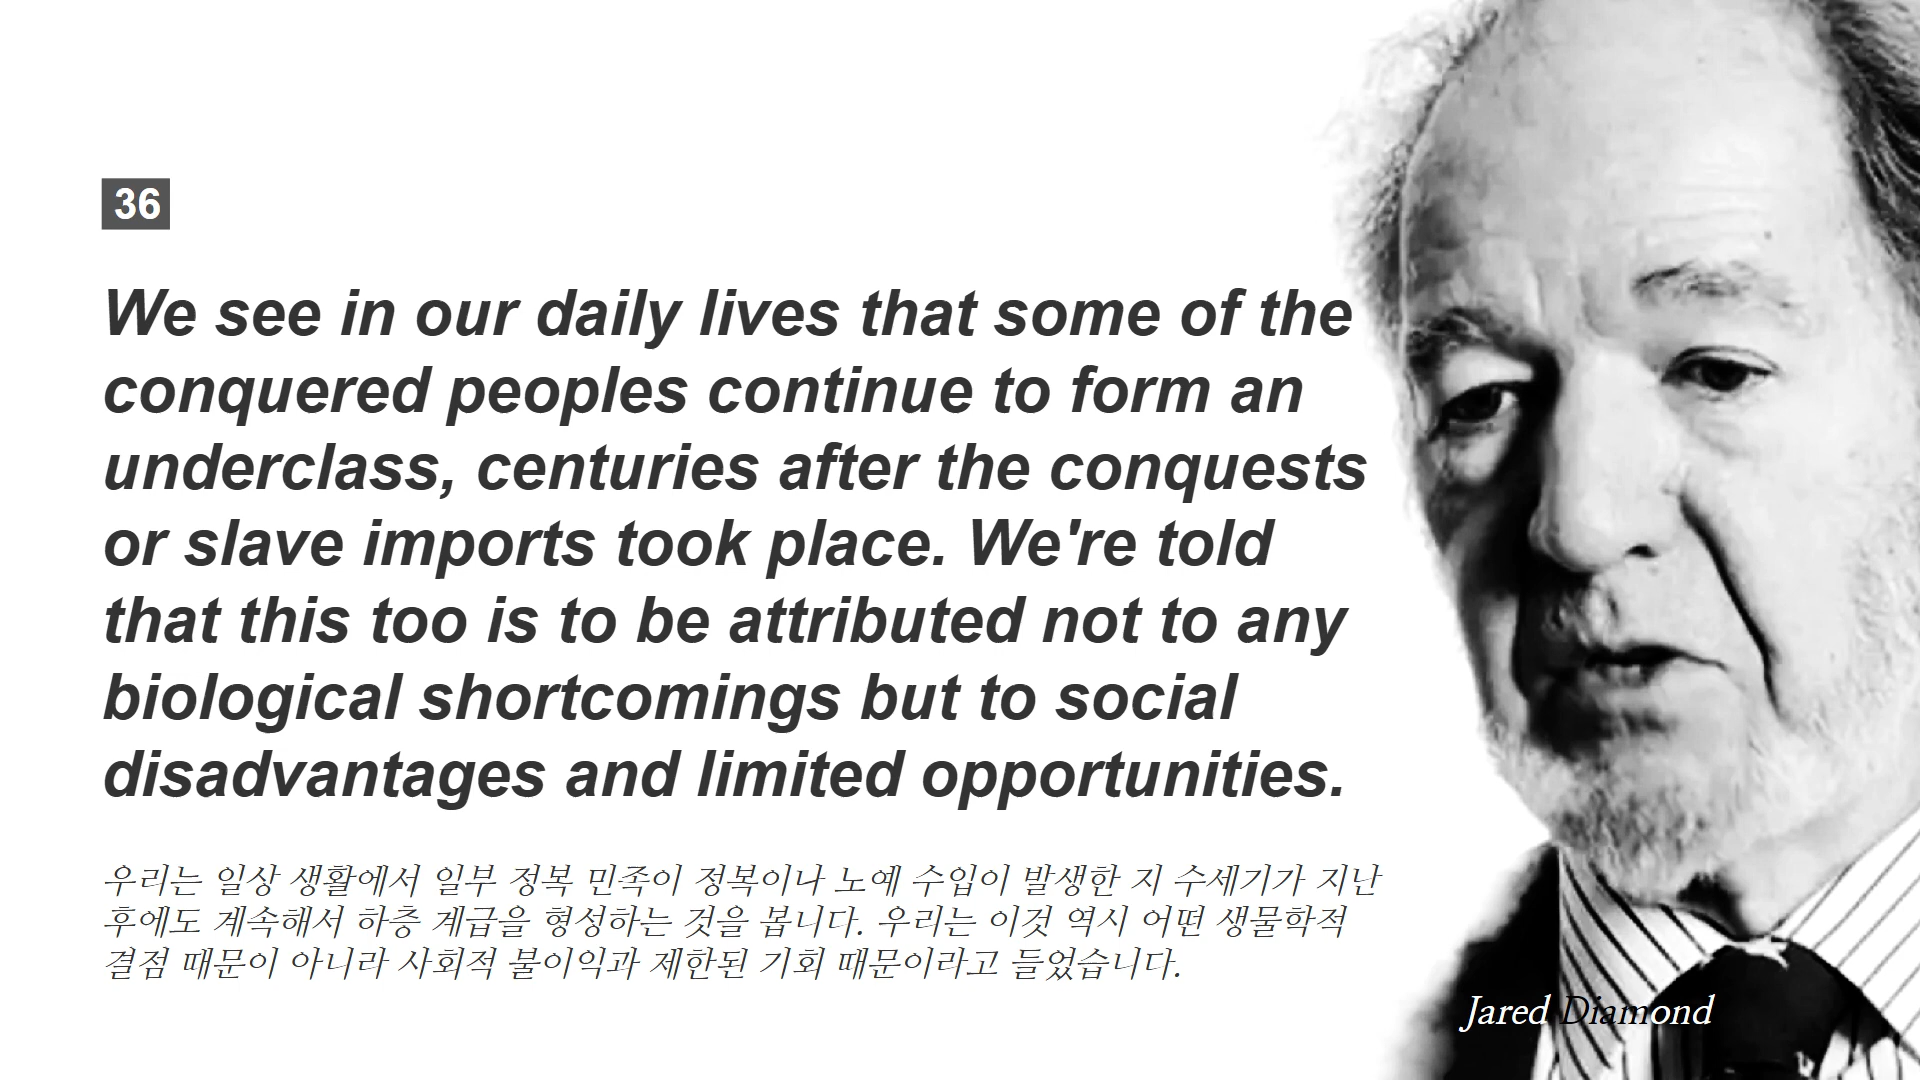 36
We see in our daily lives that some of the
conquered peoples continue to form an
underclass, centuries after the conquests
or slave imports took place. We're told
that this too is to be attributed not to any
biological shortcomings but to social
disadvantages and limited opportunities.
우리는 일상 생활에서 일부 정복 민족이 정복이나 노예 수입이 발생한 지 수세기가 지난
후에도 계속해서 하층 계급을 형성하는 것을 봅니다. 우리는 이것 역시 어떤 생물학적
결점 때문이 아니라 사회적 불이익과 제한된 기회 때문이라고 들었습니다.
Jared Diamond